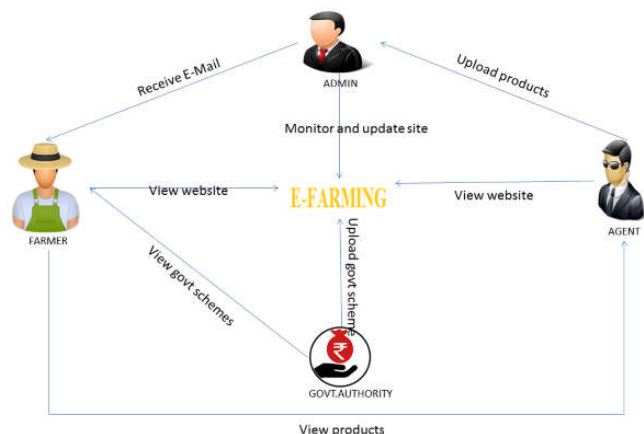 ADMIN
Receive E-Mail
Upload products
Monitor and update site
View website
E-FARMING
View website
FARMER
AGENT
View govt schemes
Upload govt scheme
₹
GOVT.AUTHORITY
View products